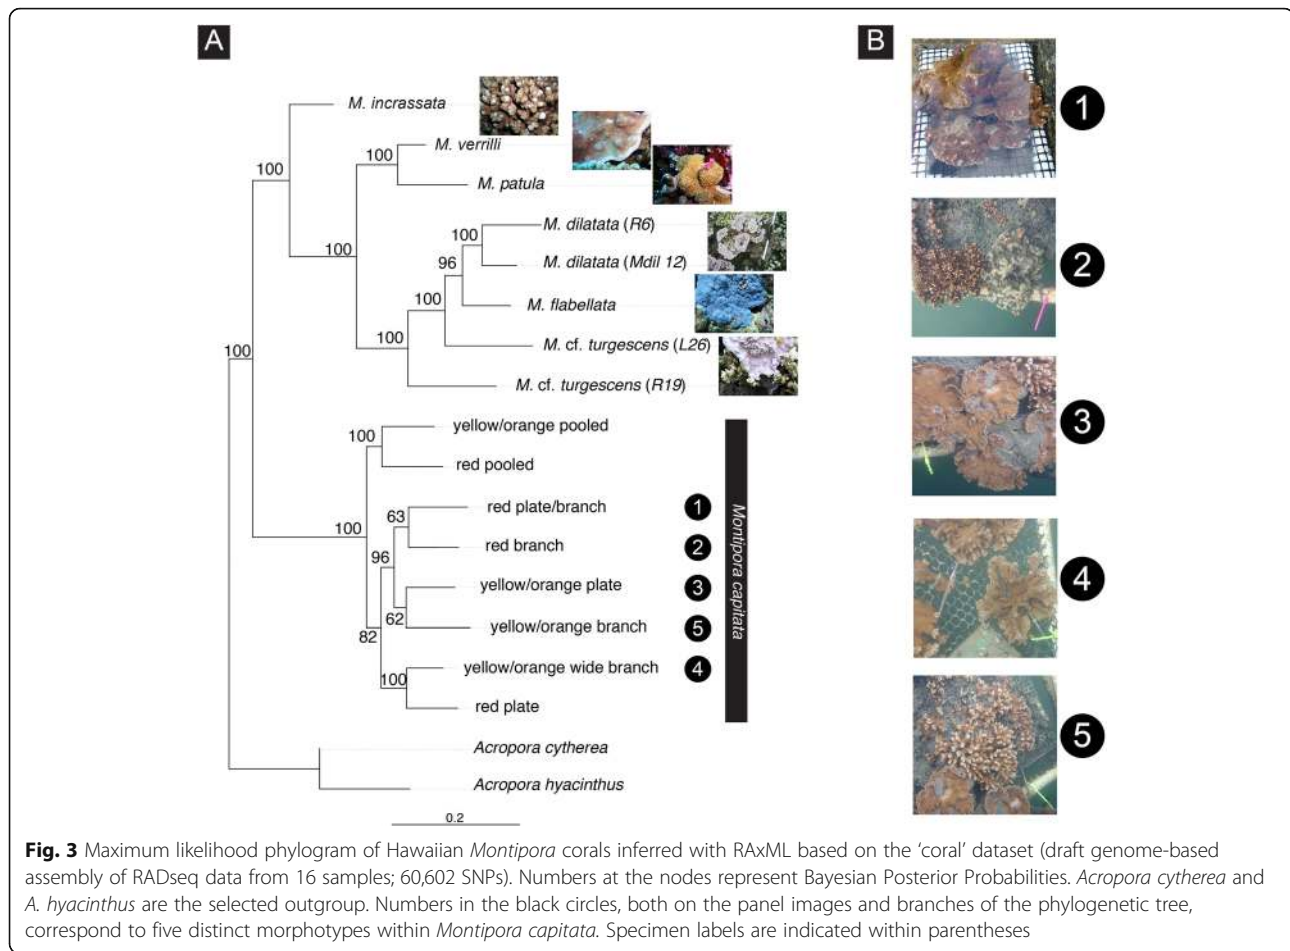 A
B
M. incrassata
100
M. verrilli
100
M. patula
100
M. dilatata (R6)
100
M. dilatata (Mdil 12)
96
M. flabellata
100
M. cf. turgescens (L26)
100
M. cf. turgescens (R19)
100
yellow/orange pooled
100
red pooled
100
red plate/branch
1
63
red branch
2
96
yellow/orange plate
3
62
yellow/orange branch
5
82
yellow/orange wide branch
4
100
red plate
Montipora capitata
Acropora cytherea
Acropora hyacinthus
0.2
1
2
3
4
5
Fig. 3 Maximum likelihood phylogram of Hawaiian Montipora corals inferred with RAxML based on the ‘coral’ dataset (draft genome-based
assembly of RADseq data from 16 samples; 60,602 SNPs). Numbers at the nodes represent Bayesian Posterior Probabilities. Acropora cytherea and
A. hyacinthus are the selected outgroup. Numbers in the black circles, both on the panel images and branches of the phylogenetic tree,
correspond to five distinct morphotypes within Montipora capitata. Specimen labels are indicated within parentheses